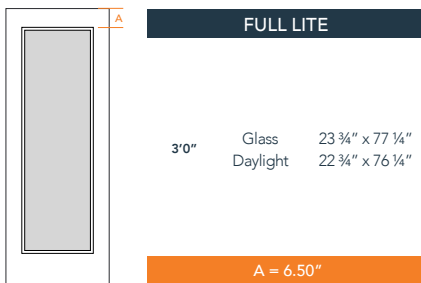 A
FULL LITE
3'0" Glass 23 ¾" x 77 ¼"
Daylight 22 ¾" x 76 ¼"
A = 6.50"